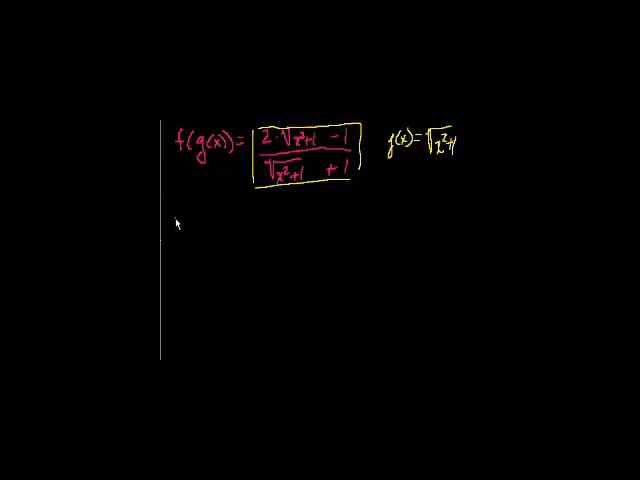 f(g(x)) = (2·√(x²+1) - 1)/(√(x²+1) + 1) g(x) = √(x²+1)